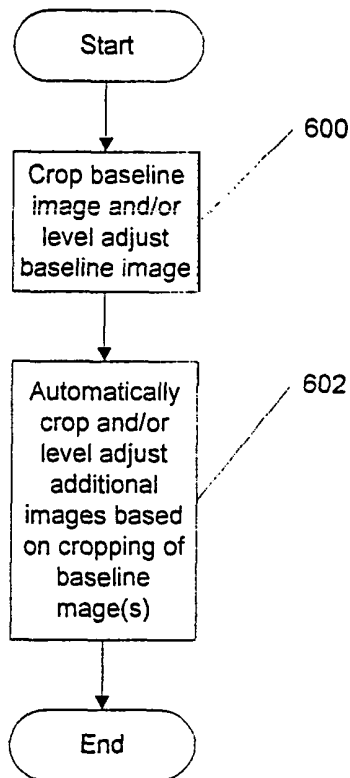 Start
600
Crop baseline
image and/or
level adjust
baseline image
602
Automatically
crop and/or
level adjust
additional
images based
on cropping of
baseline
mage(s)
End